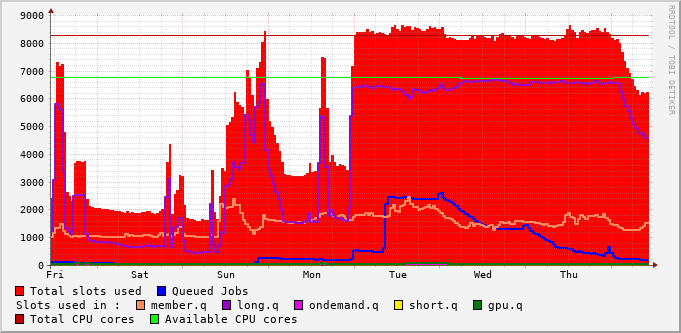 9000
8000
7000
6000
5000
4000
3000
2000
1000
0
Fri Sat Sun Mon Tue Wed Thu
RRDTOOL / TOBI OETIKER
Total slots used Queued Jobs
Slots used in : member.q long.q ondemand.q short.q gpu.q
Total CPU cores Available CPU cores